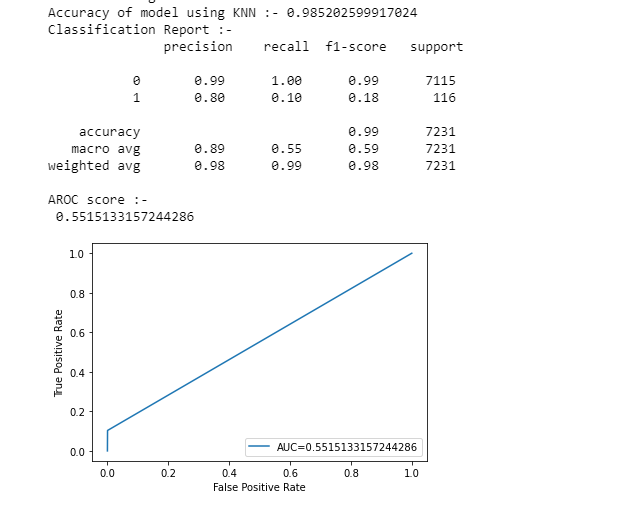 Accuracy of model using KNN :- 0.985202599917024
Classification Report :-
precision recall f1-score support
0 0.99 1.00 0.99 7115
1 0.80 0.10 0.18 116
accuracy 0.99 7231
macro avg 0.89 0.55 0.59 7231
weighted avg 0.98 0.99 0.98 7231
AROC score :-
0.5515133157244286
1.0
0.8
0.6
0.4
0.2
0.0
True Positive Rate
AUC=0.5515133157244286
0.0 0.2 0.4 0.6 0.8 1.0
False Positive Rate